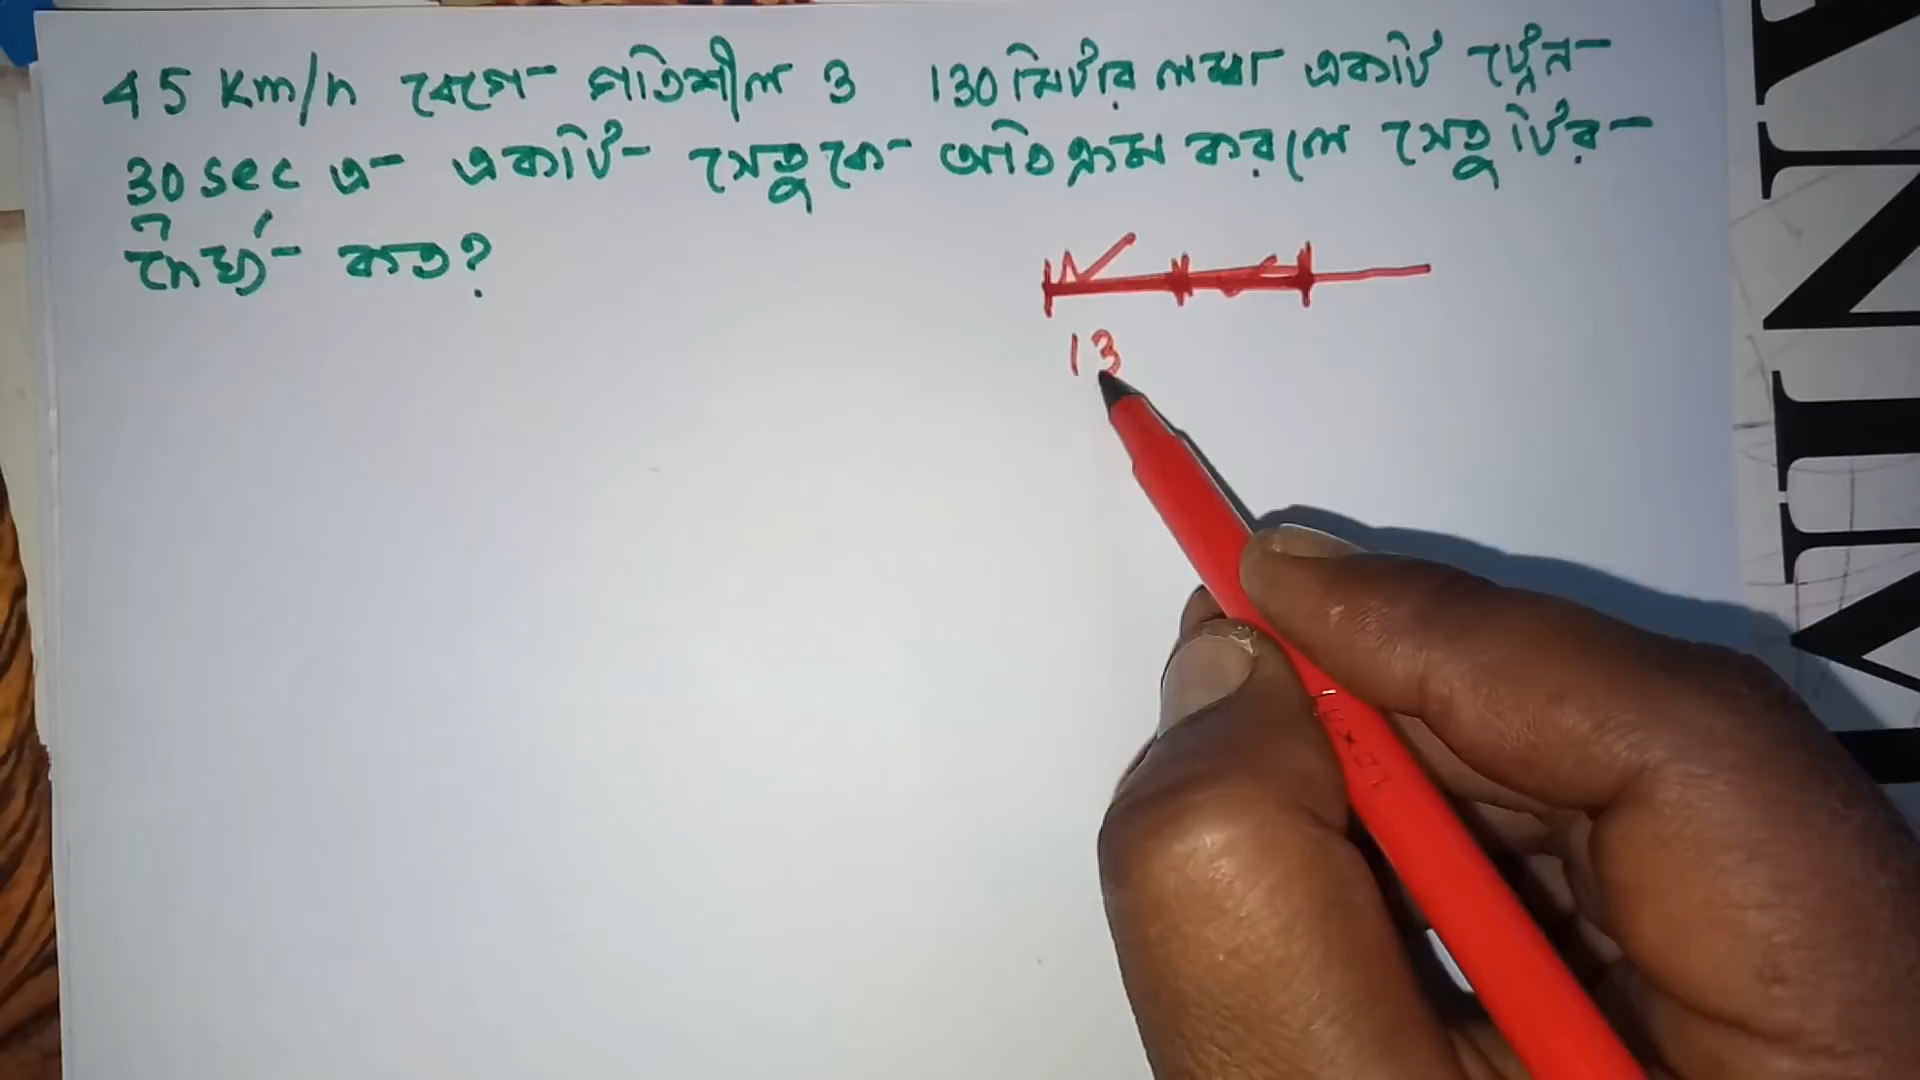 45 Km/h বেগে গতিশীল ও 130 মিটার লম্বা একটি ট্রেন
30 sec এ একটি সেতুকে অতিক্রম করলে সেতুটির
দৈর্ঘ্য কত?
13